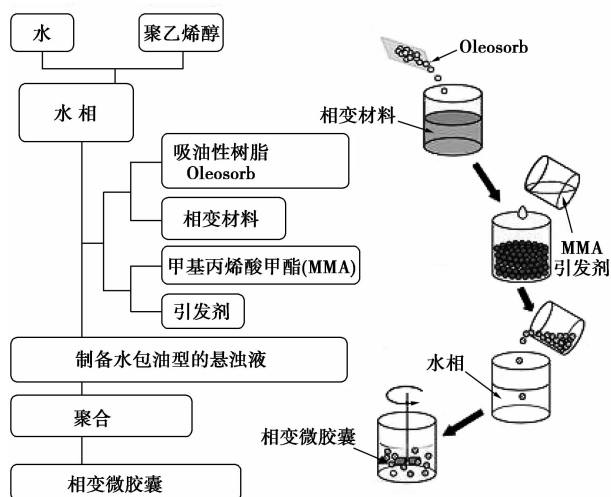 水
聚乙烯醇
水 相
吸油性树脂
Oleosorb
相变材料
甲基丙烯酸甲酯(MMA)
引发剂
制备水包油型的悬浊液
聚合
相变微胶囊
Oleosorb
相变材料
MMA
引发剂
水相
相变微胶囊